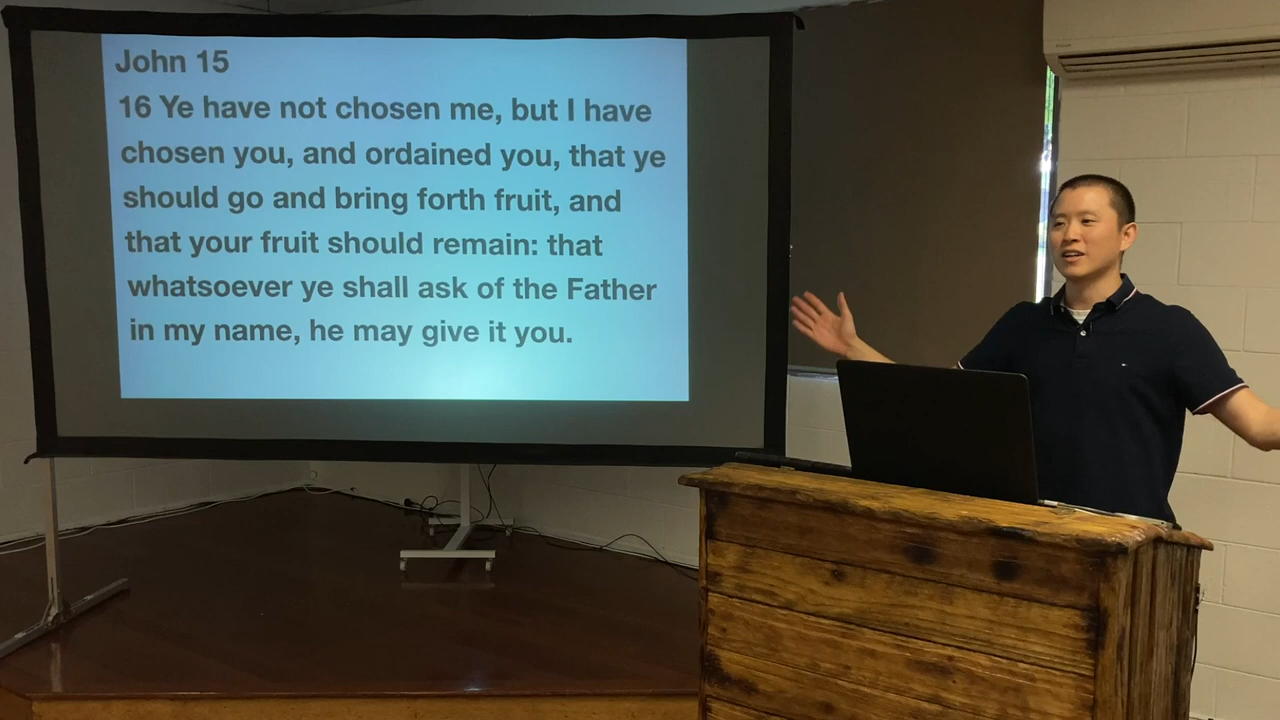 John 15
16 Ye have not chosen me, but I have
chosen you, and ordained you, that ye
should go and bring forth fruit, and
that your fruit should remain: that
whatsoever ye shall ask of the Father
in my name, he may give it you.